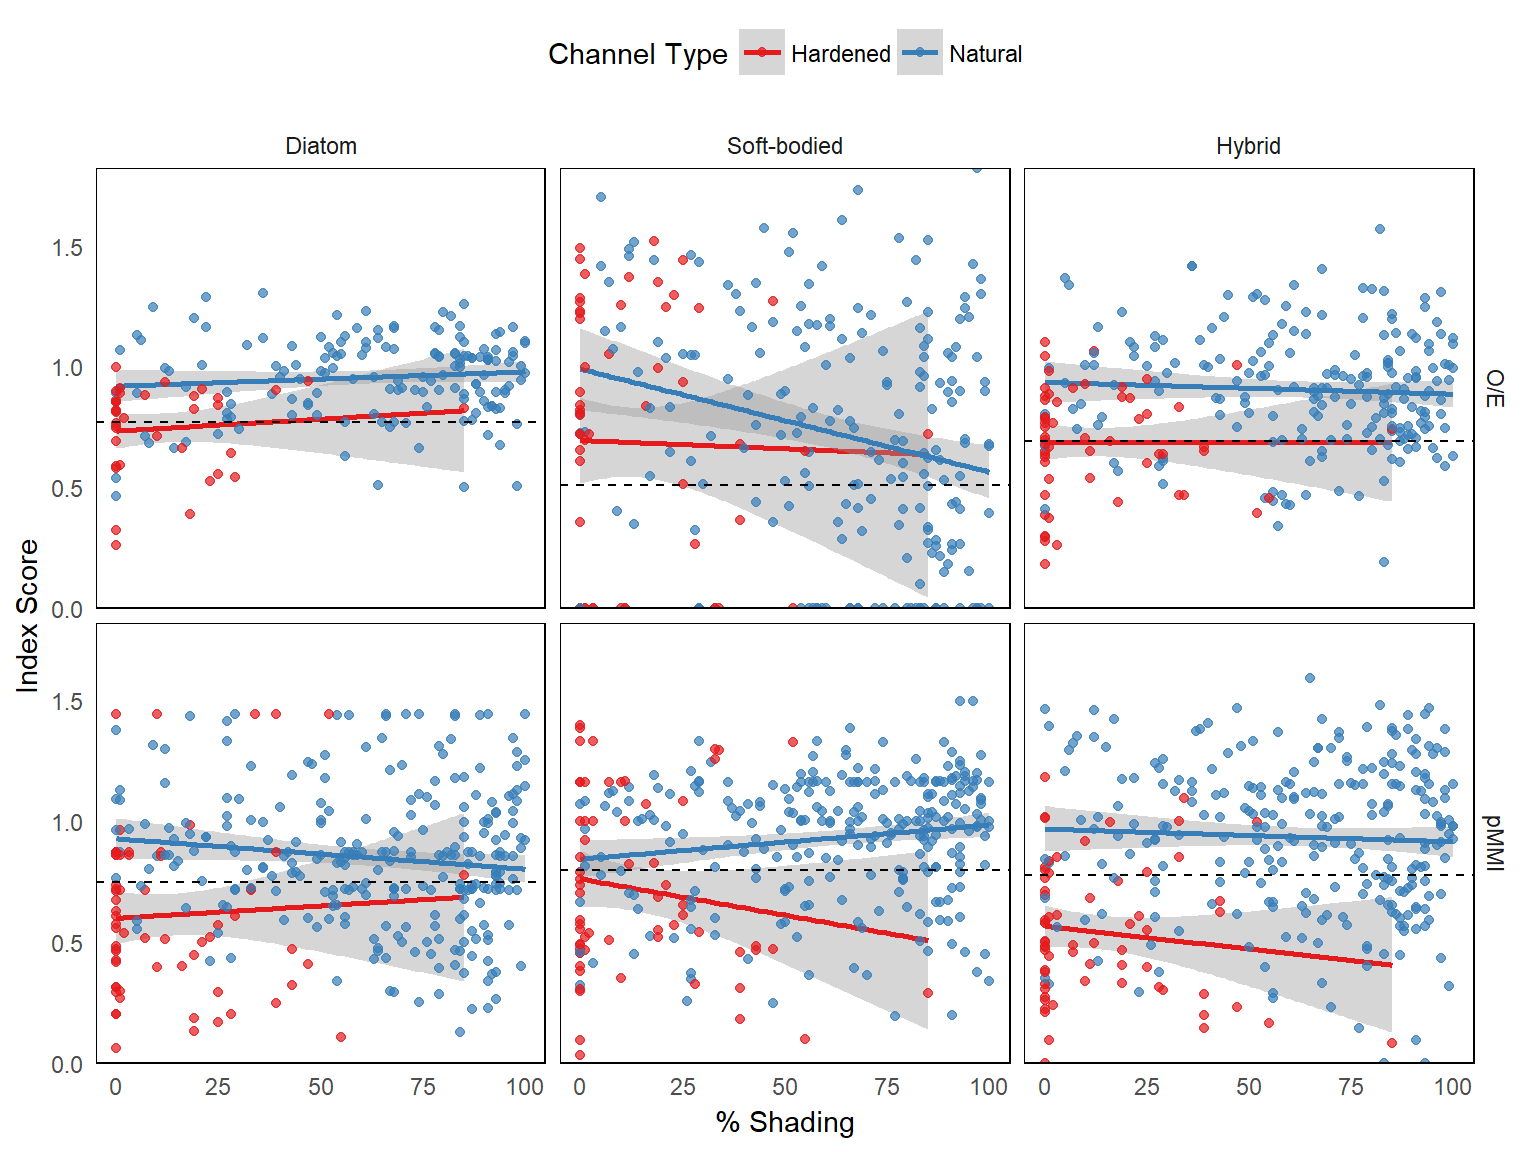 Channel Type Hardened Natural
Diatom Soft-bodied Hybrid
1.5
1.0
0.5
0.0
O/E
Index Score
1.5
1.0
0.5
0.0
pMMI
0 25 50 75 100 0 25 50 75 100 0 25 50 75 100
% Shading